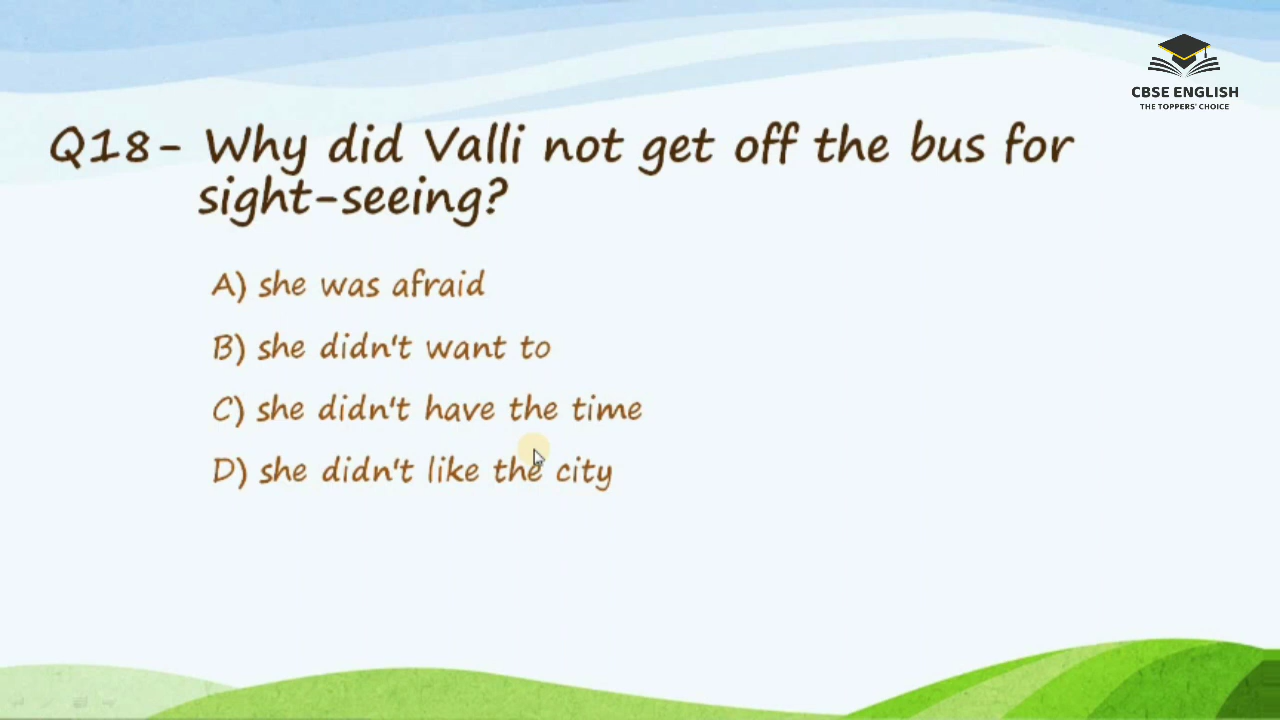 CBSE ENGLISH
THE TOPPERS' CHOICE
Q18- Why did Valli not get off the bus for
sight-seeing?
A) she was afraid
B) she didn't want to
C) she didn't have the time
D) she didn't like the city